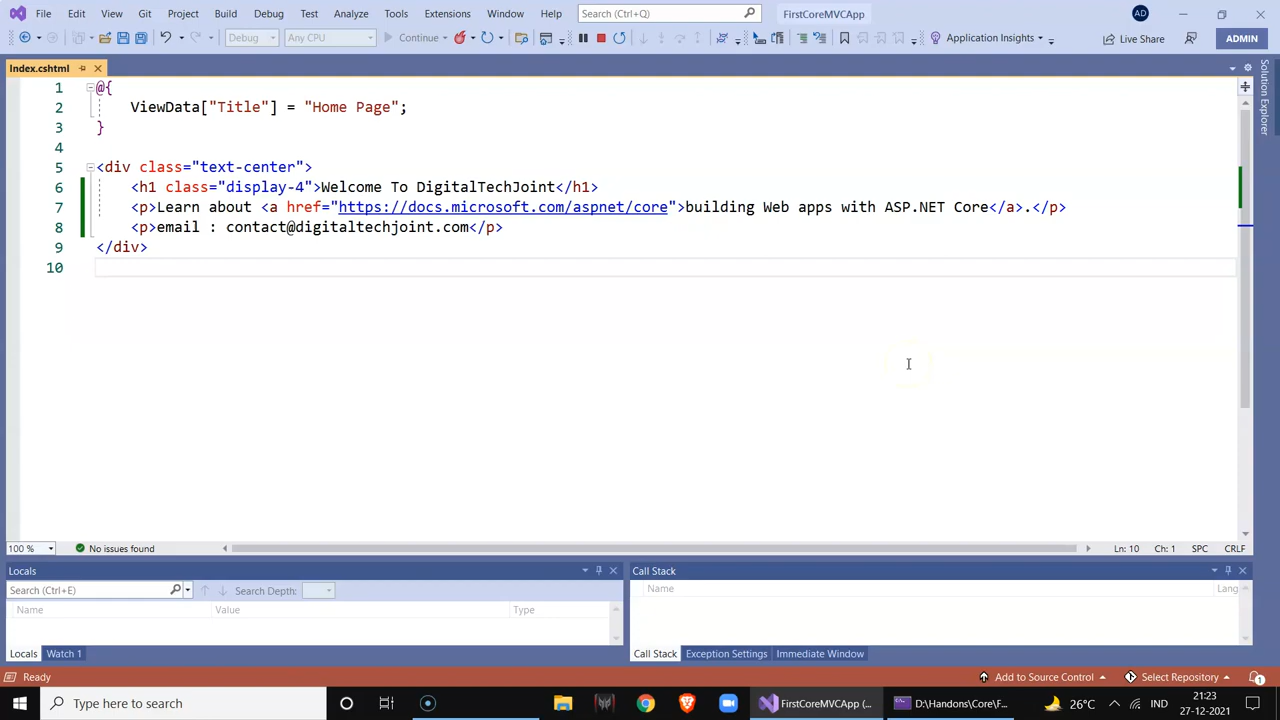 File Edit View Git Project Build Debug Test Analyze Tools Extensions Window Help Search (Ctrl+Q) FirstCoreMVCApp AD
Debug Any CPU Continue Application Insights Live Share ADMIN
Index.cshtml
Solution Explorer
1 @{
2 ViewData["Title"] = "Home Page";
3 }
4
5 <div class="text-center">
6 <h1 class="display-4">Welcome To DigitalTechJoint</h1>
7 <p>Learn about <a href="https://docs.microsoft.com/aspnet/core">building Web apps with ASP.NET Core</a>.</p>
8 <p>email : contact@digitaltechjoint.com</p>
9 </div>
10
100 % No issues found Ln: 10 Ch: 1 SPC CRLF
Locals Call Stack
Search (Ctrl+E) Search Depth: Name Lang
Name Value Type
Locals Watch 1 Call Stack Exception Settings Immediate Window
Ready Add to Source Control Select Repository 1
Type here to search FirstCoreMVCApp (... D:\Handons\Core\F... 26°C IND 21:23
27-12-2021